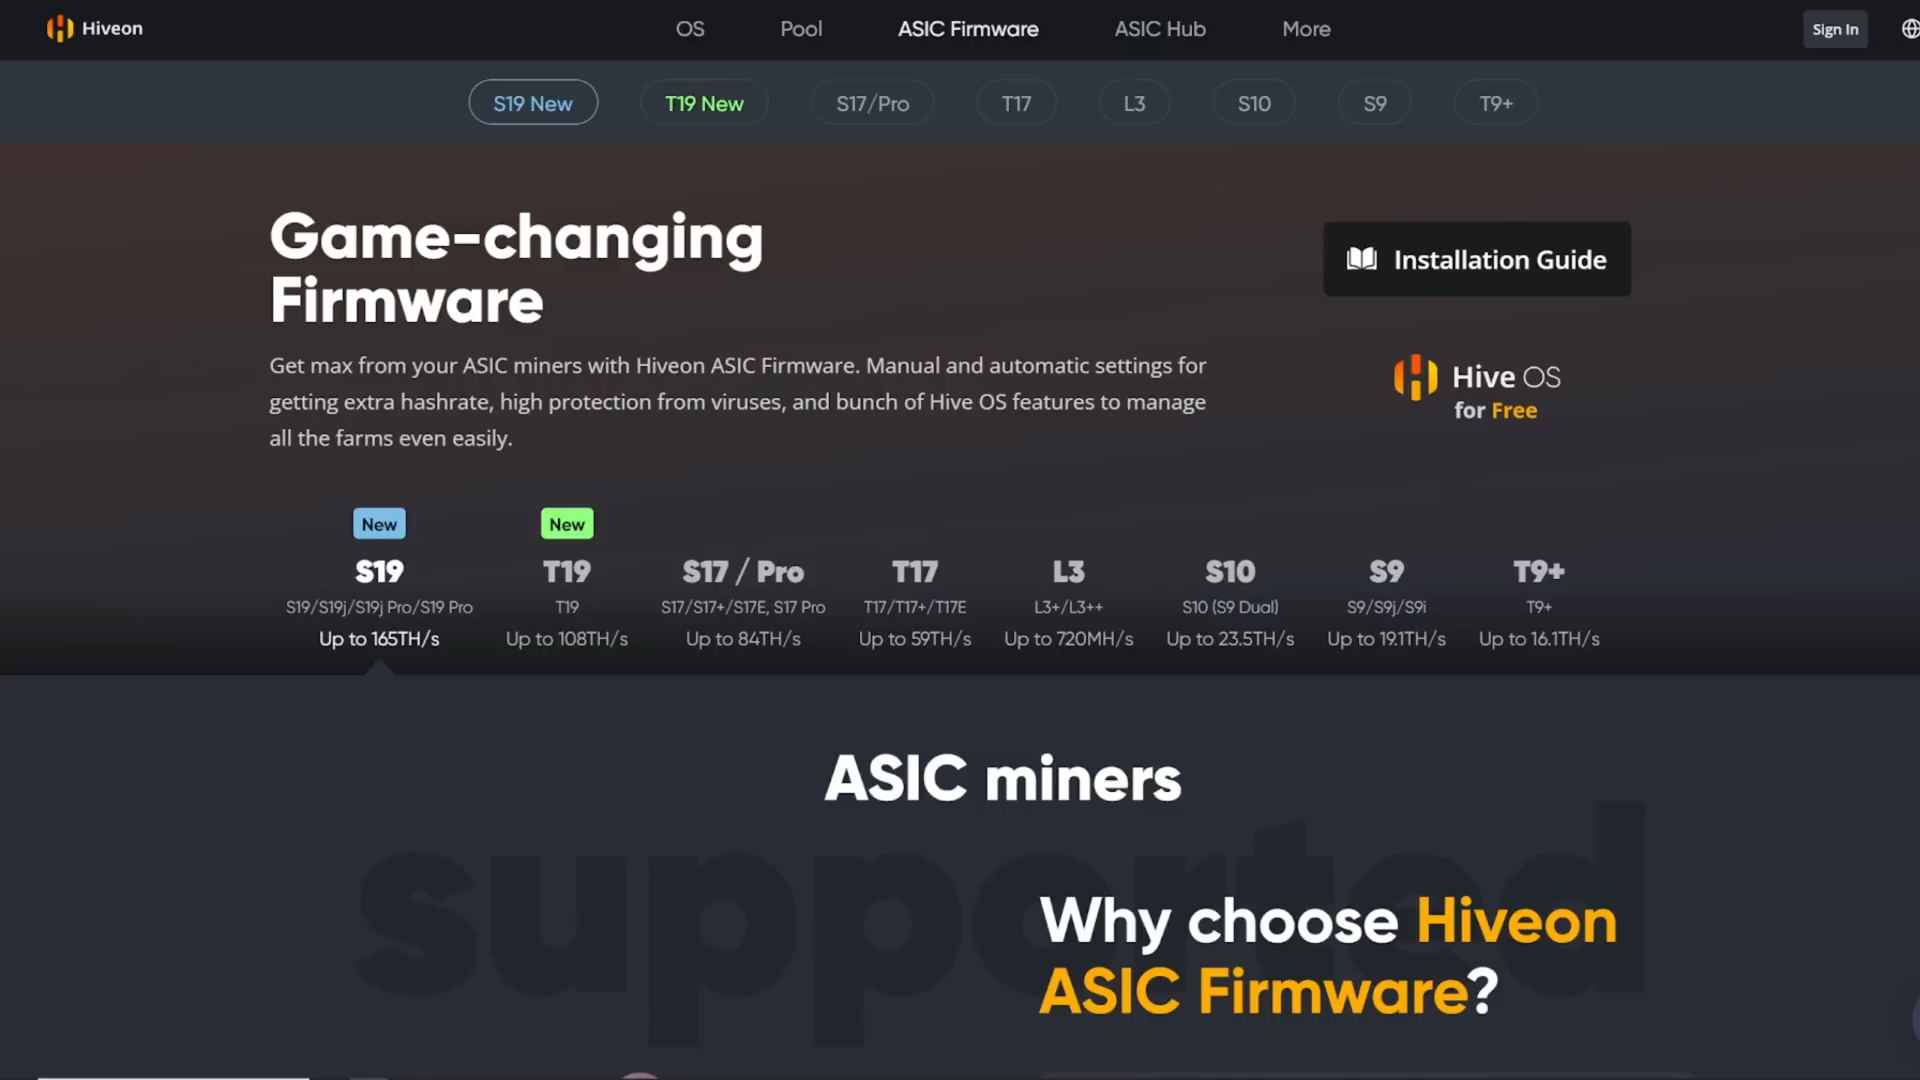 Hiveon
OS
Pool
ASIC Firmware
ASIC Hub
More
Sign In
S19 New
T19 New
S17/Pro
T17
L3
S10
S9
T9+
Game-changing
Firmware
Get max from your ASIC miners with Hiveon ASIC Firmware. Manual and automatic settings for
getting extra hashrate, high protection from viruses, and bunch of Hive OS features to manage
all the farms even easily.
Installation Guide
Hive OS
for Free
New
S19
S19/S19j/S19j Pro/S19 Pro
Up to 165TH/s
New
T19
T19
Up to 108TH/s
S17 / Pro
S17/S17+/S17E, S17 Pro
Up to 84TH/s
T17
T17/T17+/T17E
Up to 59TH/s
L3
L3+/L3++
Up to 720MH/s
S10
S10 (S9 Dual)
Up to 23.5TH/s
S9
S9/S9j/S9i
Up to 19.1TH/s
T9+
T9+
Up to 16.1TH/s
ASIC miners
supported
Why choose Hiveon
ASIC Firmware?